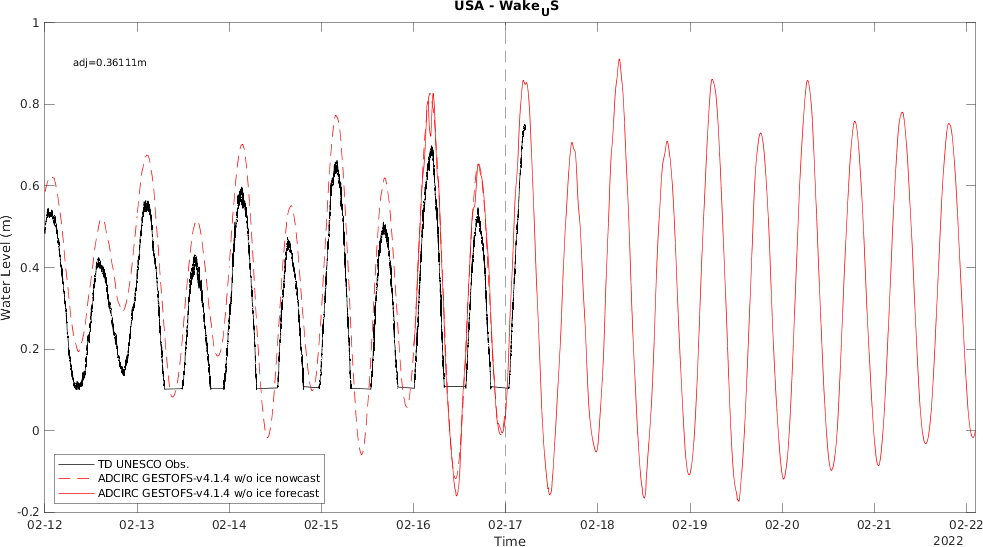 USA - WakeUS
adj=0.36111m
Water Level (m)
1
0.8
0.6
0.4
0.2
0
-0.2
TD UNESCO Obs.
ADCIRC GESTOFS-v4.1.4 w/o ice nowcast
ADCIRC GESTOFS-v4.1.4 w/o ice forecast
02-12 02-13 02-14 02-15 02-16 02-17 02-18 02-19 02-20 02-21 02-22
Time
2022